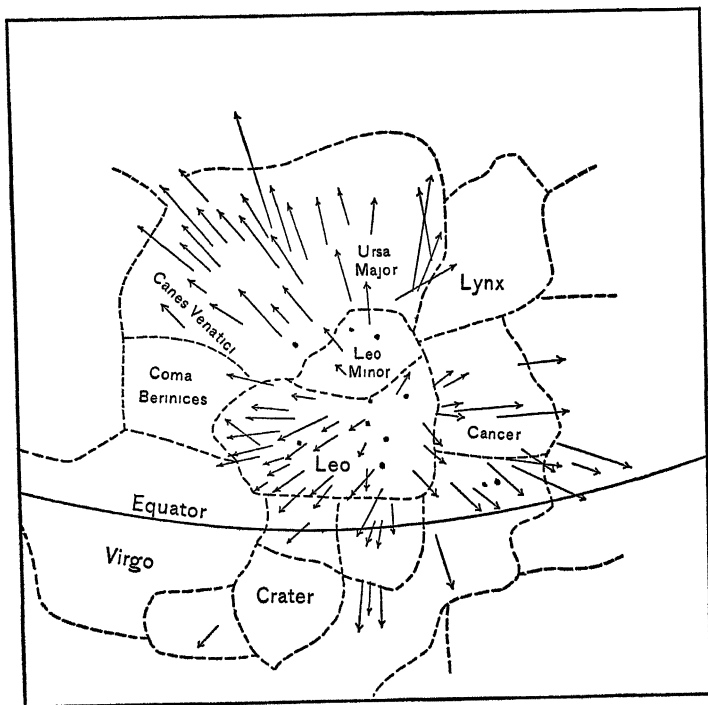 Ursa
Major
Lynx
Canes Venatici
Leo
Minor
Coma
Berinices
Cancer
Leo
Equator
Virgo
Crater